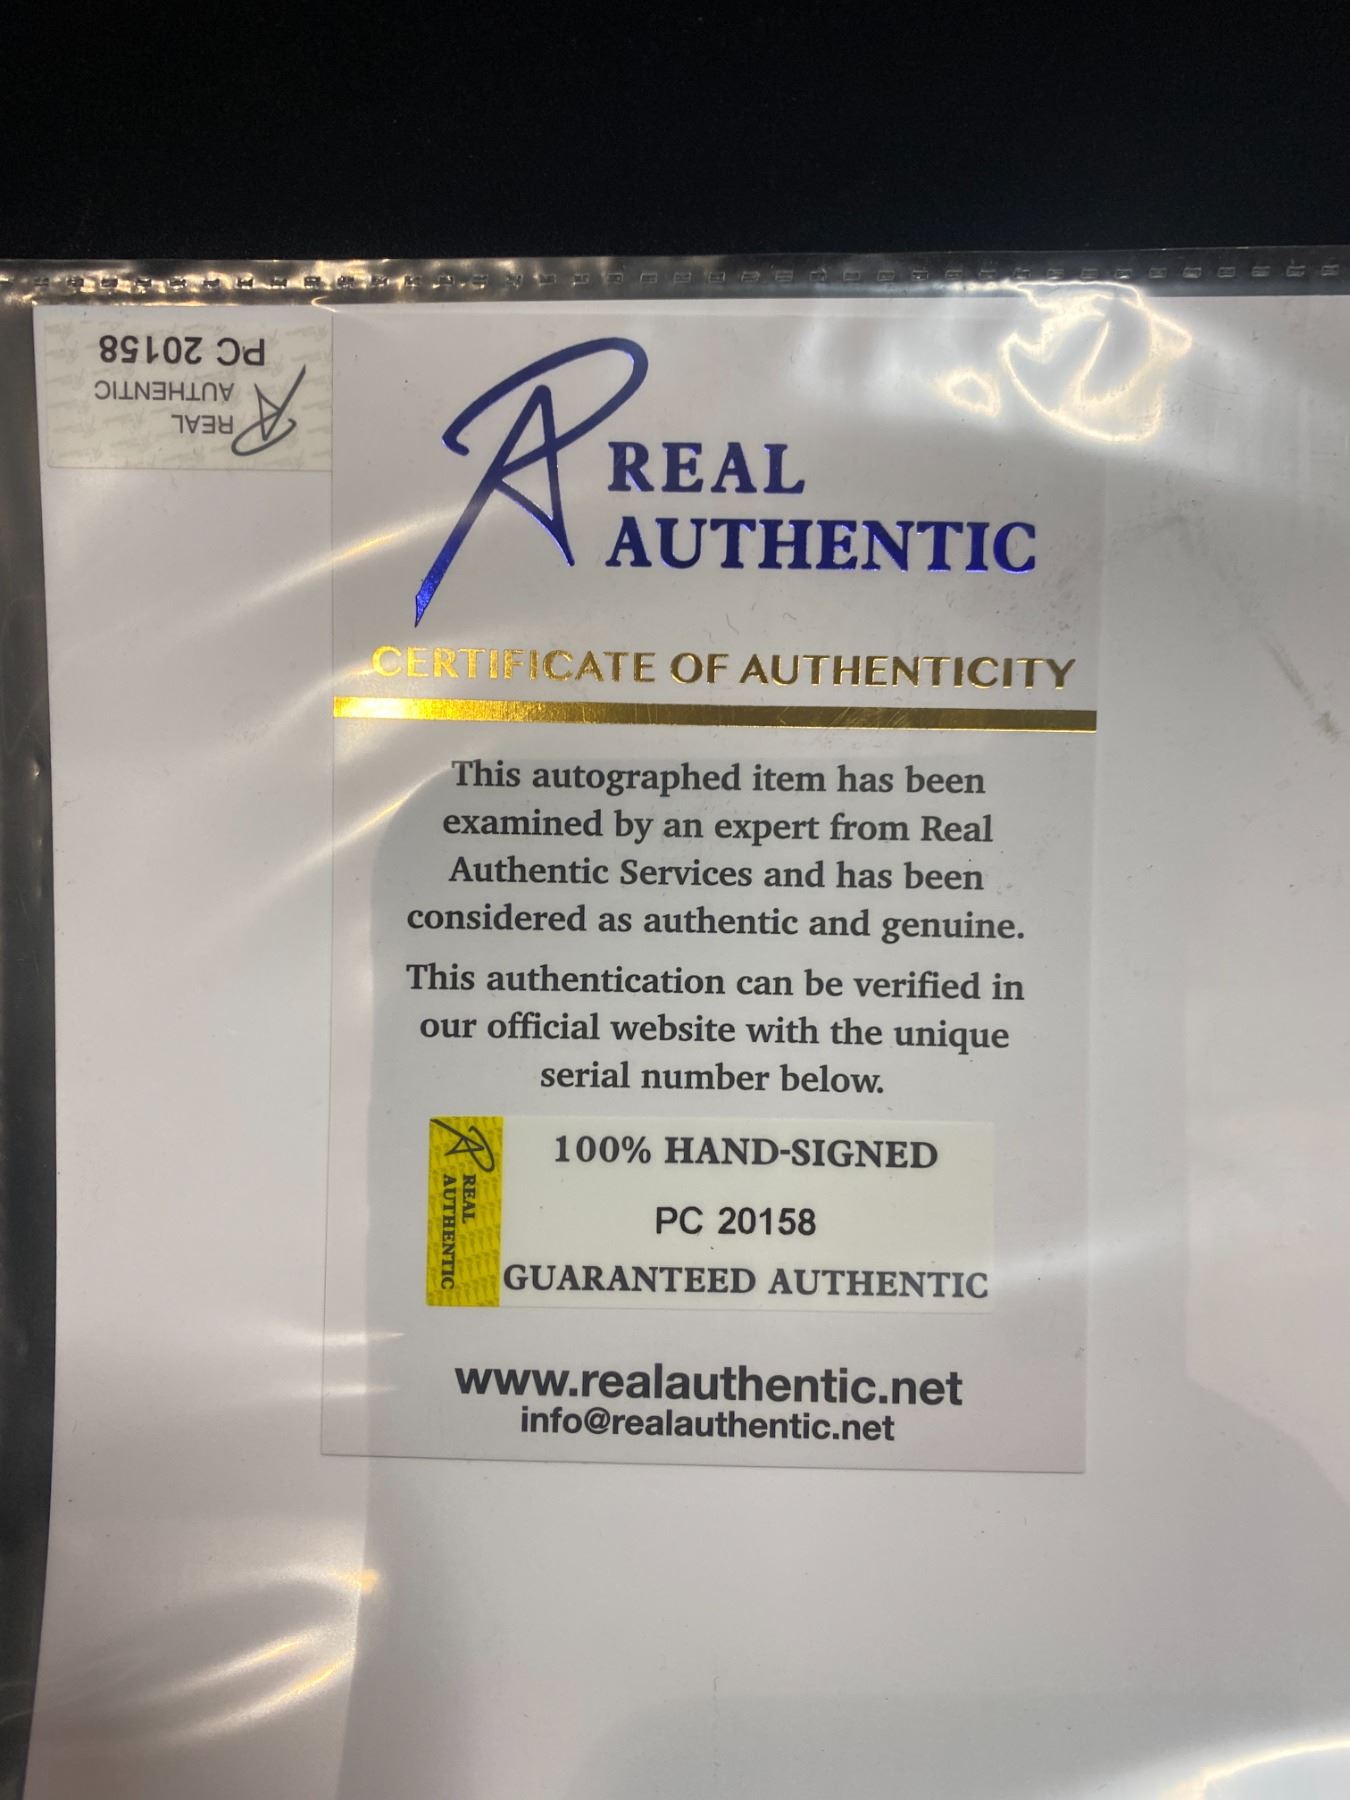 PC 20158
REAL
AUTHENTIC
REAL
AUTHENTIC
CERTIFICATE OF AUTHENTICITY
This autographed item has been
examined by an expert from Real
Authentic Services and has been
considered as authentic and genuine.
This authentication can be verified in
our official website with the unique
serial number below.
REAL
AUTHENTIC
100% HAND-SIGNED
PC 20158
GUARANTEED AUTHENTIC
www.realauthentic.net
info@realauthentic.net